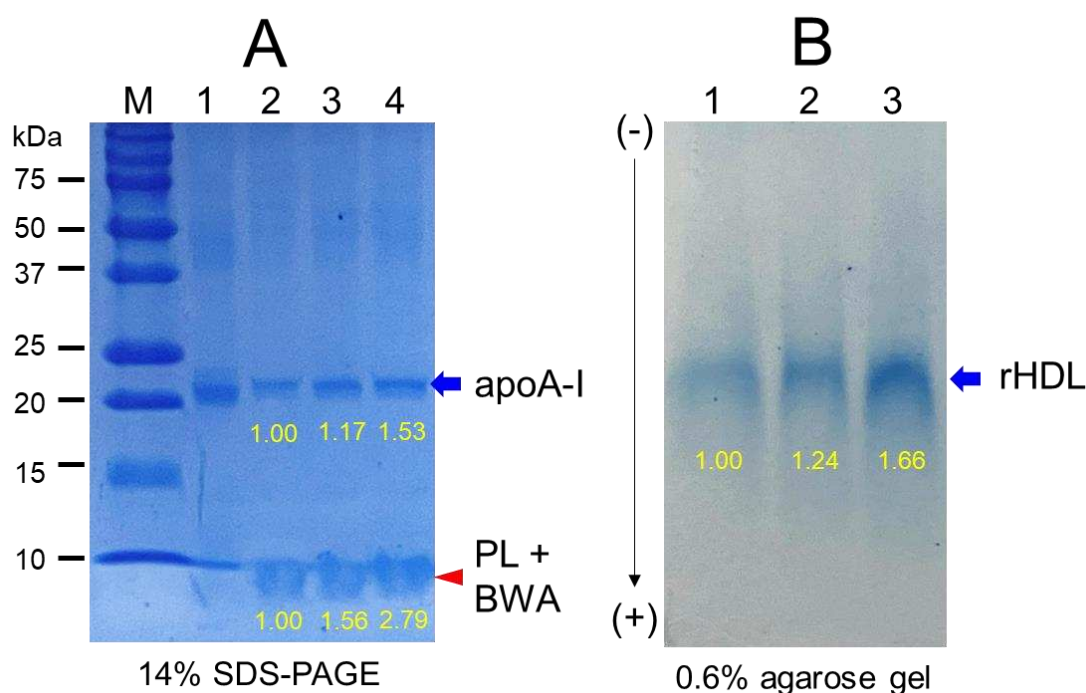 A
B
M 1 2 3 4
1 2 3
kDa
75
50
37
25
20
15
10
apoA-I
1.00 1.17 1.53
PL +
BWA
1.00 1.56 2.79
14% SDS-PAGE
(-)
(+)
rHDL
1.00 1.24 1.66
0.6% agarose gel